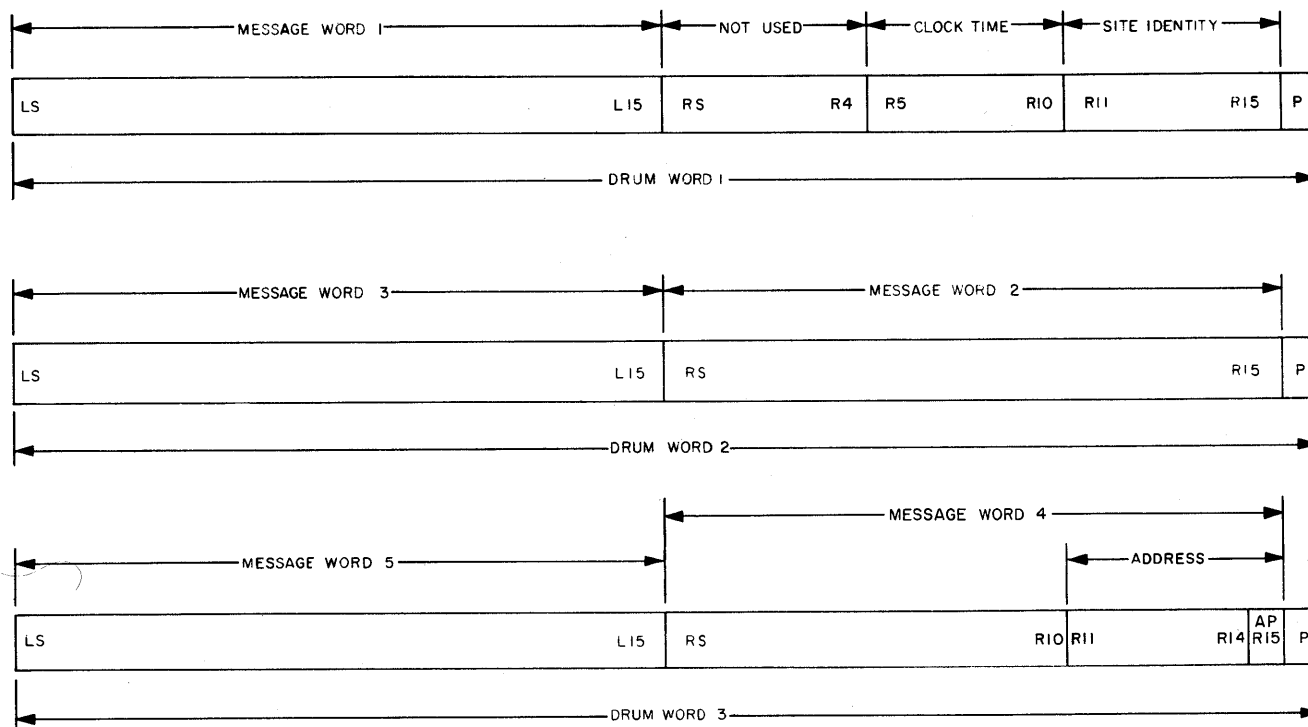 MESSAGE WORD 1 NOT USED CLOCK TIME SITE IDENTITY
LS L15 RS R4 R5 R10 R11 R15 P
DRUM WORD 1
MESSAGE WORD 3 MESSAGE WORD 2
LS L15 RS R15 P
DRUM WORD 2
MESSAGE WORD 4
MESSAGE WORD 5 ADDRESS
AP
LS L15 RS R10 R11 R14 R15 P
DRUM WORD 3